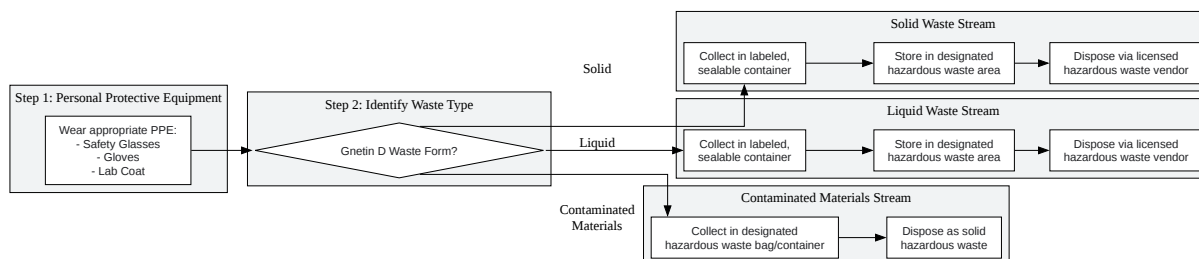 Step 1: Personal Protective Equipment
Wear appropriate PPE:
- Safety Glasses
- Gloves
- Lab Coat
Step 2: Identify Waste Type
Gnetin D Waste Form?
Solid
Liquid
Contaminated
Materials
Solid Waste Stream
Collect in labeled,
sealable container
Store in designated
hazardous waste area
Dispose via licensed
hazardous waste vendor
Liquid Waste Stream
Collect in labeled,
sealable container
Store in designated
hazardous waste area
Dispose via licensed
hazardous waste vendor
Contaminated Materials Stream
Collect in designated
hazardous waste bag/container
Dispose as solid
hazardous waste